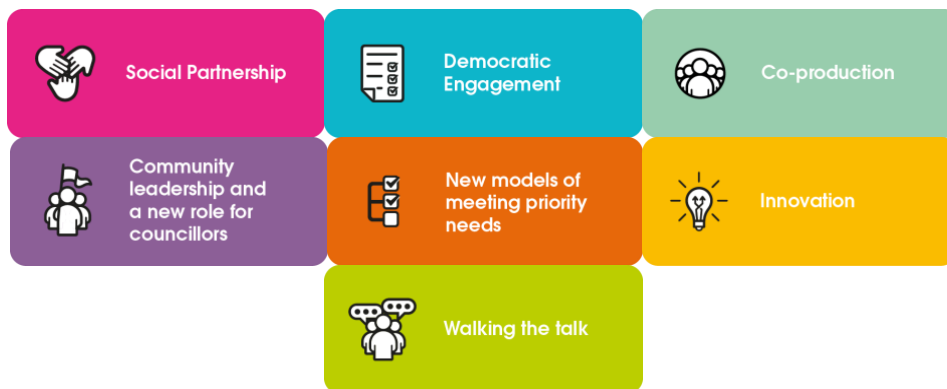 Social Partnership
Democratic
Engagement
Co-production
Community
leadership and
a new role for
councillors
New models of
meeting priority
needs
Innovation
Walking the talk